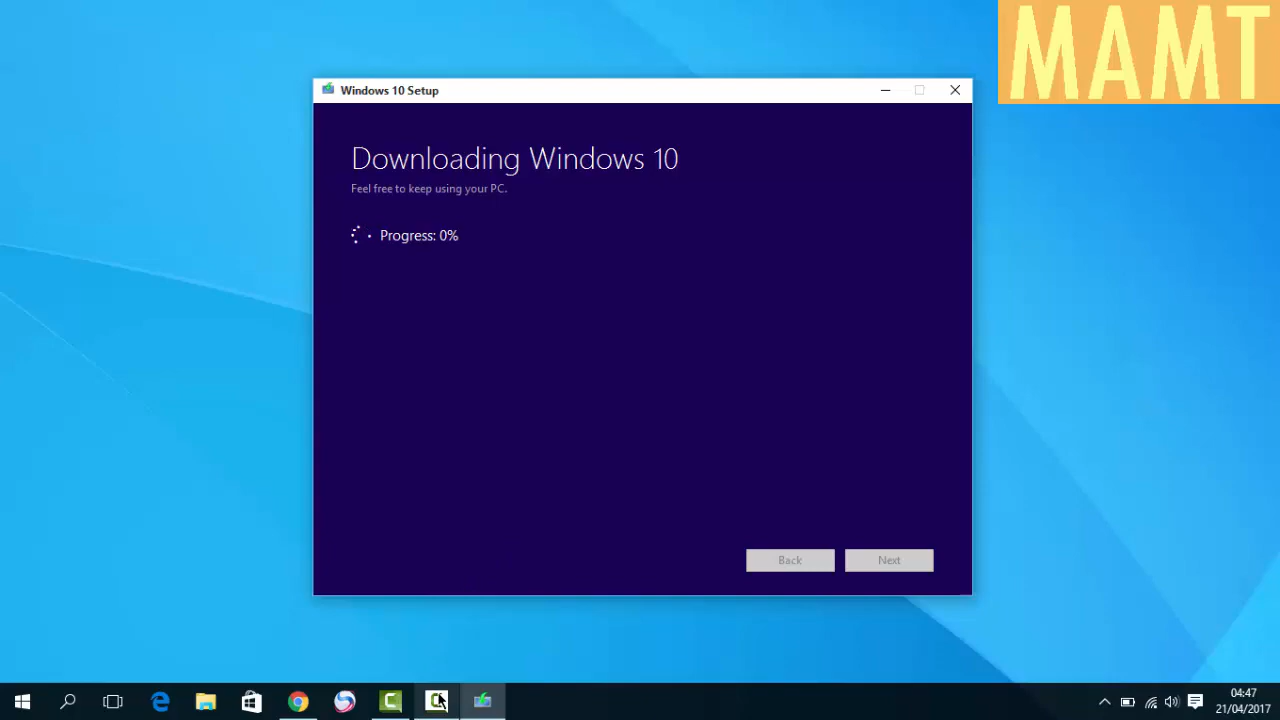 MAMT
Windows 10 Setup
Downloading Windows 10
Feel free to keep using your PC.
Progress: 0%
Back
Next
04:47
21/04/2017